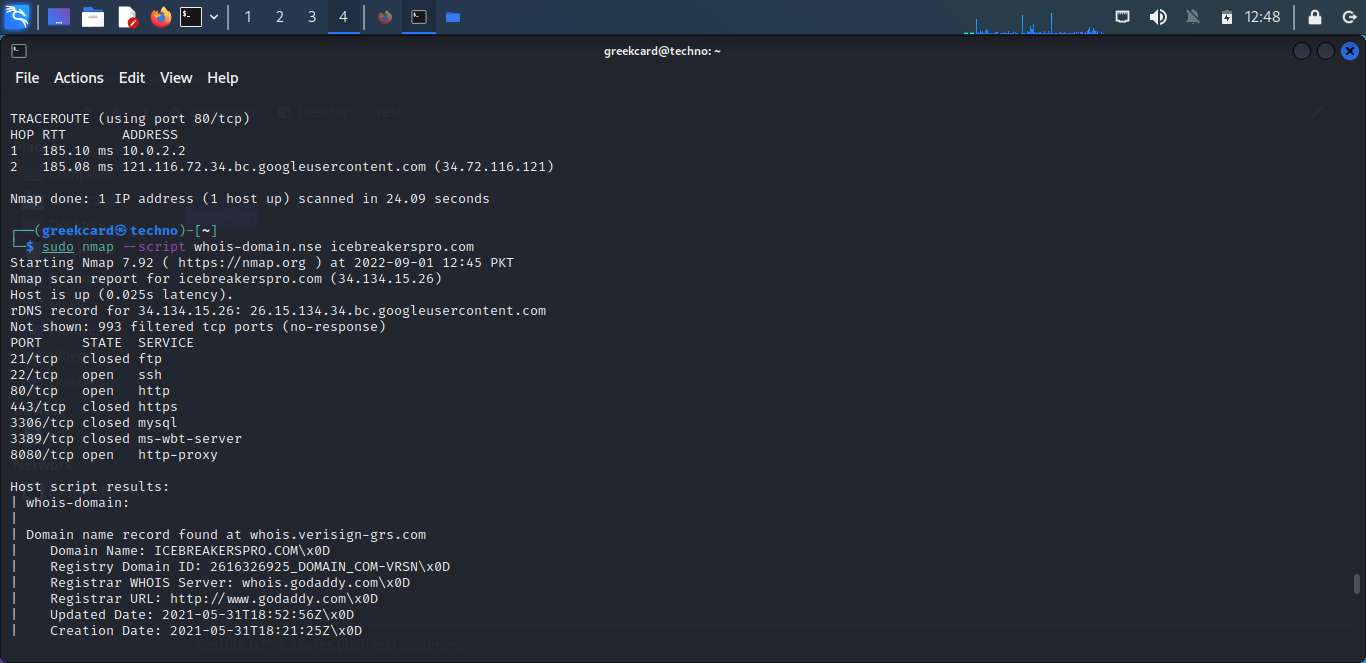 1 2 3 4 12:48
greekcard@techno: ~
File Actions Edit View Help
TRACEROUTE (using port 80/tcp)
HOP RTT ADDRESS
1 185.10 ms 10.0.2.2
2 185.08 ms 121.116.72.34.bc.googleusercontent.com (34.72.116.121)
Nmap done: 1 IP address (1 host up) scanned in 24.09 seconds
┌──(greekcard㉿techno)-[~]
└─$ sudo nmap --script whois-domain.nse icebreakerspro.com
Starting Nmap 7.92 ( https://nmap.org ) at 2022-09-01 12:45 PKT
Nmap scan report for icebreakerspro.com (34.134.15.26)
Host is up (0.025s latency).
rDNS record for 34.134.15.26: 26.15.134.34.bc.googleusercontent.com
Not shown: 993 filtered tcp ports (no-response)
PORT STATE SERVICE
21/tcp closed ftp
22/tcp open ssh
80/tcp open http
443/tcp closed https
3306/tcp closed mysql
3389/tcp closed ms-wbt-server
8080/tcp open http-proxy
Host script results:
| whois-domain:
|
| Domain name record found at whois.verisign-grs.com
| Domain Name: ICEBREAKERSPRO.COM\x0D
| Registry Domain ID: 2616326925_DOMAIN_COM-VRSN\x0D
| Registrar WHOIS Server: whois.godaddy.com\x0D
| Registrar URL: http://www.godaddy.com\x0D
| Updated Date: 2021-05-31T18:52:56Z\x0D
| Creation Date: 2021-05-31T18:21:25Z\x0D